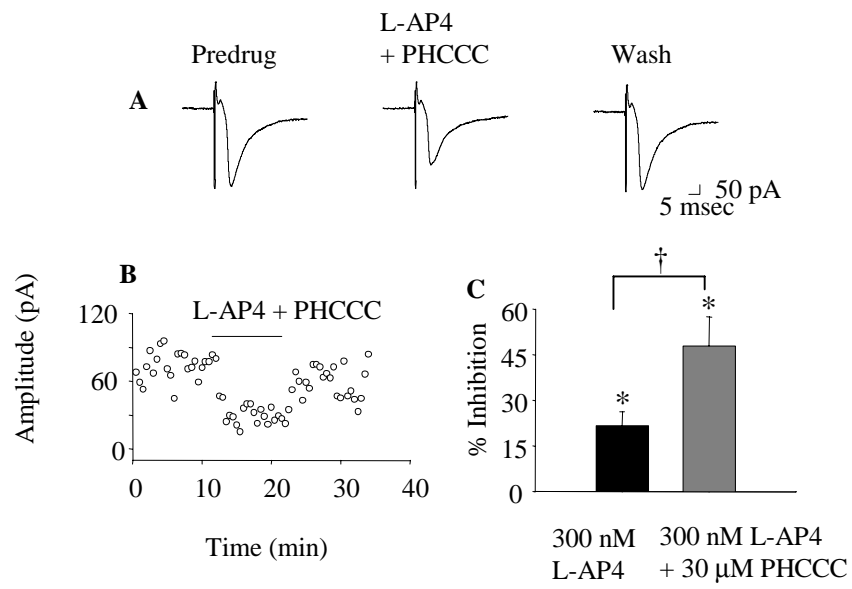 L-AP4
Predrug
+ PHCCC
Wash
A
50 pA
5 msec
B
Amplitude (pA)
120
60
0
L-AP4 + PHCCC
0
10
20
30
40
Time (min)
C
†
% Inhibition
60
45
30
15
0
*
*
300 nM
L-AP4
300 nM L-AP4
+ 30 μM PHCCC